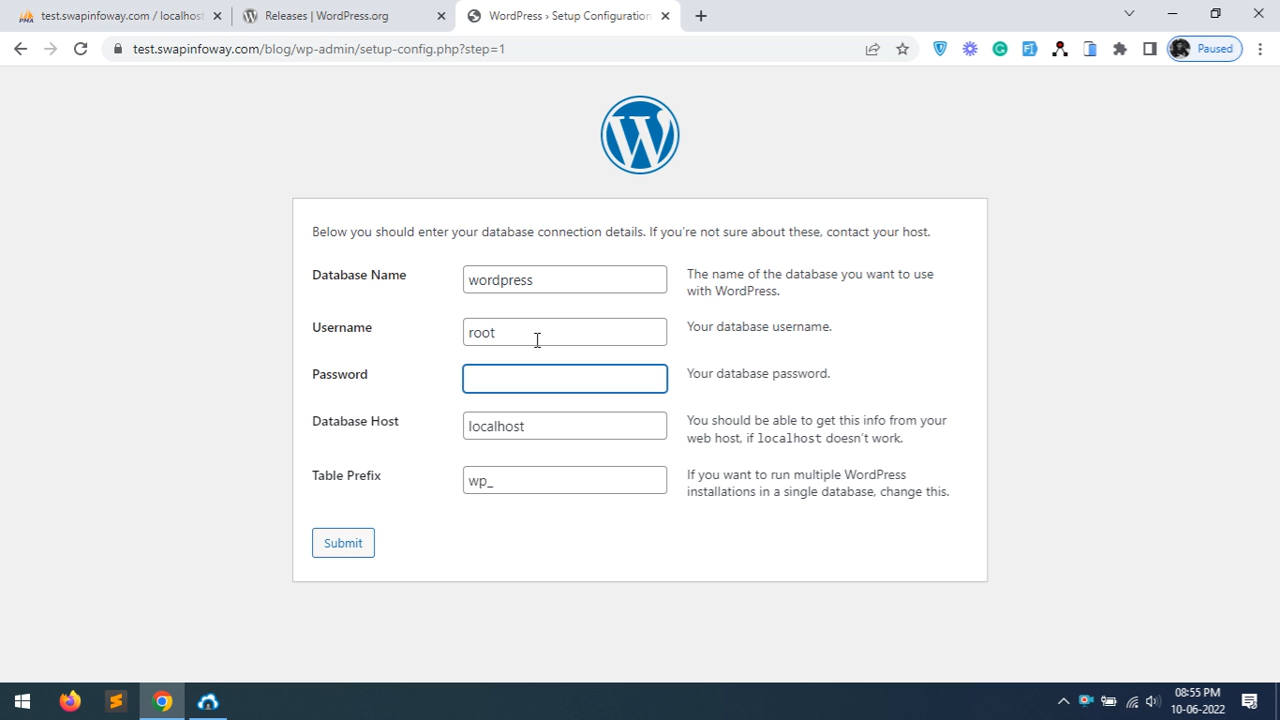 test.swapinfoway.com / localhost
Releases | WordPress.org
WordPress › Setup Configuration
test.swapinfoway.com/blog/wp-admin/setup-config.php?step=1
Paused
Below you should enter your database connection details. If you’re not sure about these, contact your host.
Database Name
wordpress
The name of the database you want to use
with WordPress.
Username
root
Your database username.
Password
Your database password.
Database Host
localhost
You should be able to get this info from your
web host, if localhost doesn’t work.
Table Prefix
wp_
If you want to run multiple WordPress
installations in a single database, change this.
Submit
08:55 PM
10-06-2022